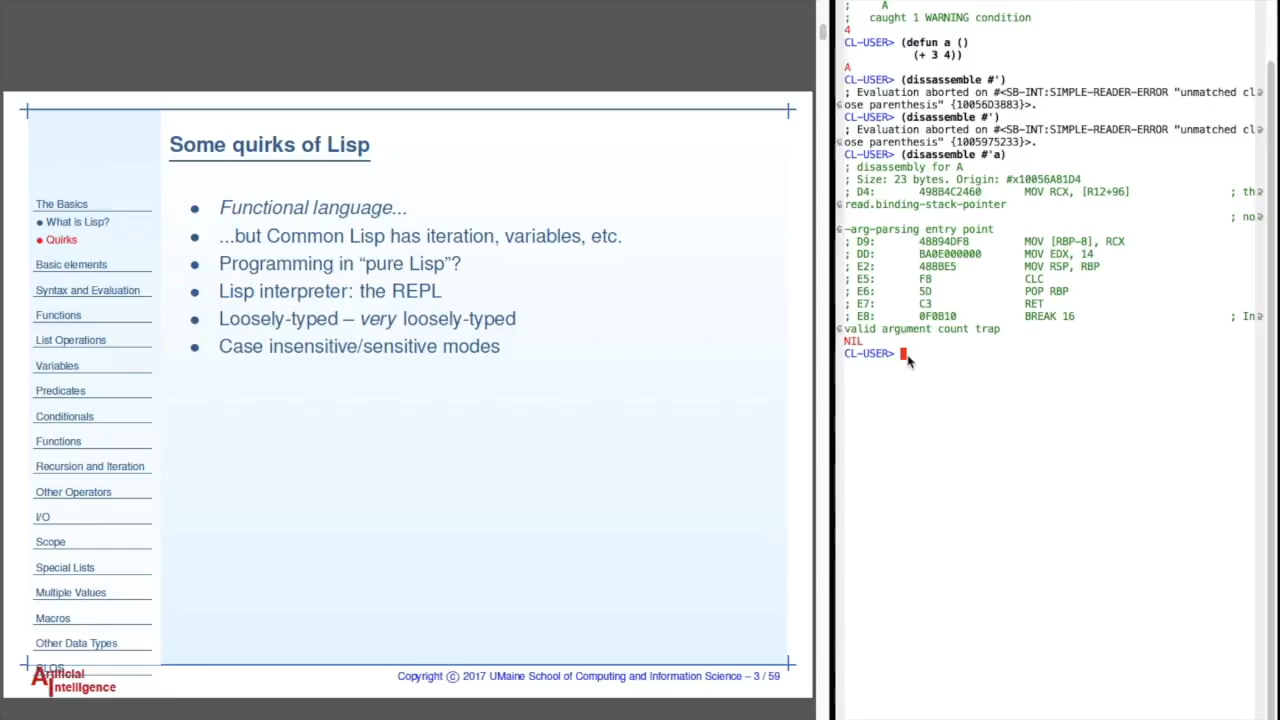 Some quirks of Lisp
The Basics
● What is Lisp?
● Quirks
Basic elements
Syntax and Evaluation
Functions
List Operations
Variables
Predicates
Conditionals
Functions
Recursion and Iteration
Other Operators
I/O
Scope
Special Lists
Multiple Values
Macros
Other Data Types
CLOS
● Functional language...
● ...but Common Lisp has iteration, variables, etc.
● Programming in “pure Lisp”?
● Lisp interpreter: the REPL
● Loosely-typed – very loosely-typed
● Case insensitive/sensitive modes
Artificial
Intelligence
Copyright © 2017 UMaine School of Computing and Information Science – 3 / 59
; A
; caught 1 WARNING condition
4
CL-USER> (defun a ()
(+ 3 4))
A
CL-USER> (dissassemble #')
; Evaluation aborted on #<SB-INT:SIMPLE-READER-ERROR "unmatched cl
ose parenthesis" {10056D3883}>.
CL-USER> (disassemble #')
; Evaluation aborted on #<SB-INT:SIMPLE-READER-ERROR "unmatched cl
ose parenthesis" {1005975233}>.
CL-USER> (disassemble #'a)
; disassembly for A
; Size: 23 bytes. Origin: #x10056A81D4
; D4: 498B4C2460 MOV RCX, [R12+96] ; th
read.binding-stack-pointer
; no
-arg-parsing entry point
; D9: 48894DF8 MOV [RBP-8], RCX
; DD: BA0E000000 MOV EDX, 14
; E2: 488BE5 MOV RSP, RBP
; E5: F8 CLC
; E6: 5D POP RBP
; E7: C3 RET
; E8: 0F0B10 BREAK 16 ; In
valid argument count trap
NIL
CL-USER>